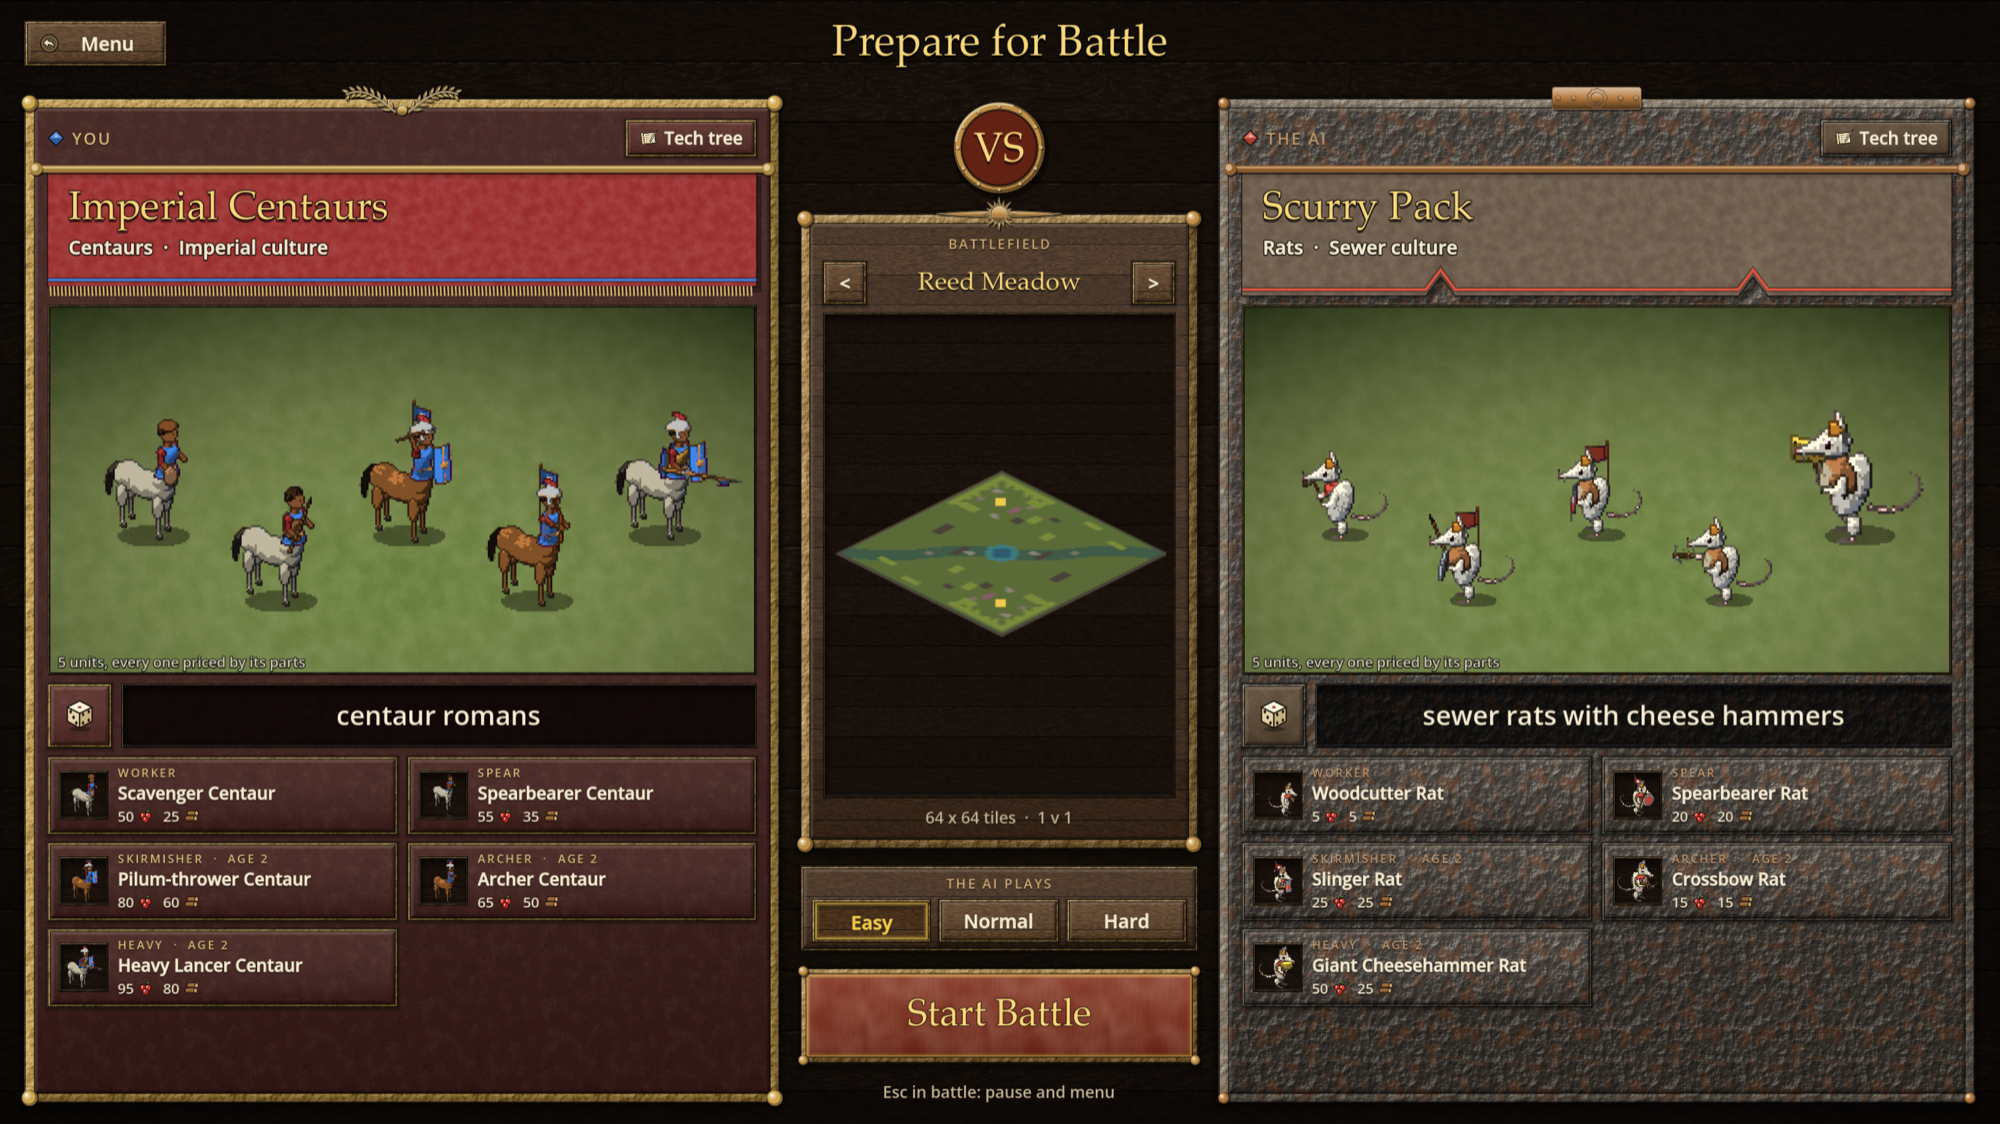 Menu
Prepare for Battle
YOU
Tech tree
Imperial Centaurs
Centaurs · Imperial culture
5 units, every one priced by its parts
centaur romans
WORKER
Scavenger Centaur
50 25
SPEAR
Spearbearer Centaur
55 35
SKIRMISHER · AGE 2
Pilum-thrower Centaur
80 60
ARCHER · AGE 2
Archer Centaur
65 50
HEAVY · AGE 2
Heavy Lancer Centaur
95 80
VS
BATTLEFIELD
<
Reed Meadow
>
64 x 64 tiles · 1 v 1
THE AI PLAYS
Easy
Normal
Hard
Start Battle
Esc in battle: pause and menu
THE AI
Tech tree
Scurry Pack
Rats · Sewer culture
5 units, every one priced by its parts
sewer rats with cheese hammers
WORKER
Woodcutter Rat
5 5
SPEAR
Spearbearer Rat
20 20
SKIRMISHER · AGE 2
Slinger Rat
25 25
ARCHER · AGE 2
Crossbow Rat
15 15
HEAVY · AGE 2
Giant Cheesehammer Rat
50 25